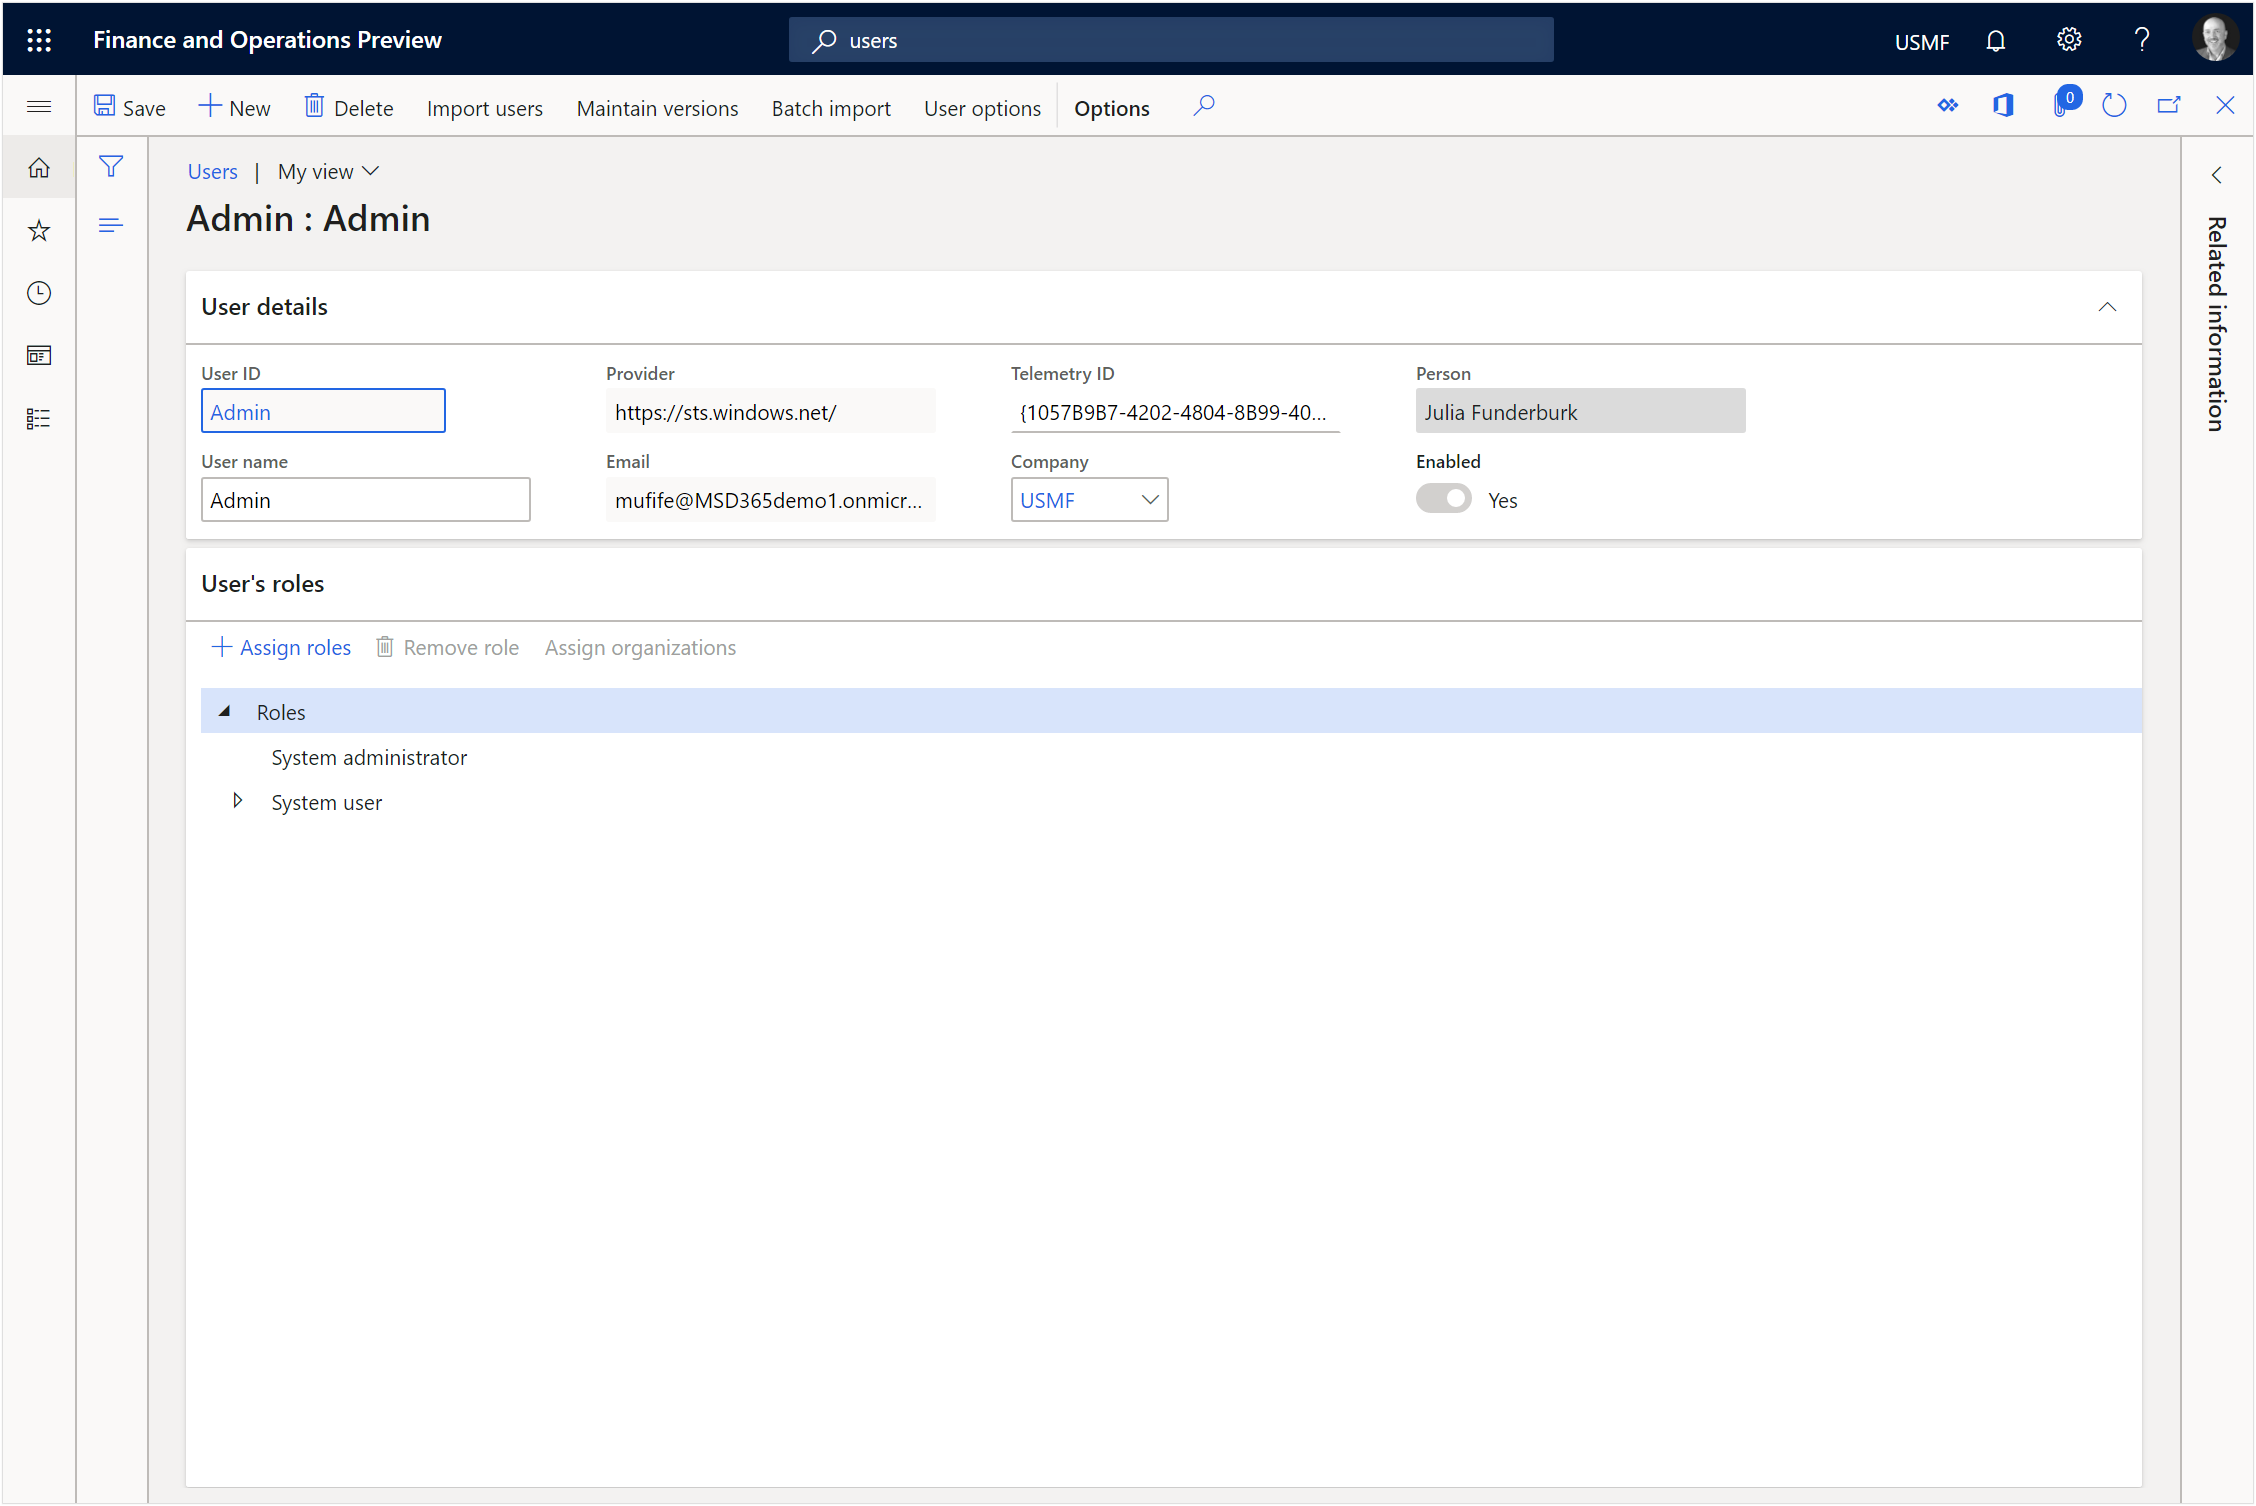 Finance and Operations Preview
users
USMF
?
Save
New
Delete
Import users
Maintain versions
Batch import
User options
Options
0
Users | My view
Admin : Admin
Related information
User details
User ID
Provider
Telemetry ID
Person
Admin
https://sts.windows.net/
{1057B9B7-4202-4804-8B99-40...
Julia Funderburk
User name
Email
Company
Enabled
Admin
mufife@MSD365demo1.onmicr...
USMF
Yes
User's roles
Assign roles
Remove role
Assign organizations
Roles
System administrator
System user